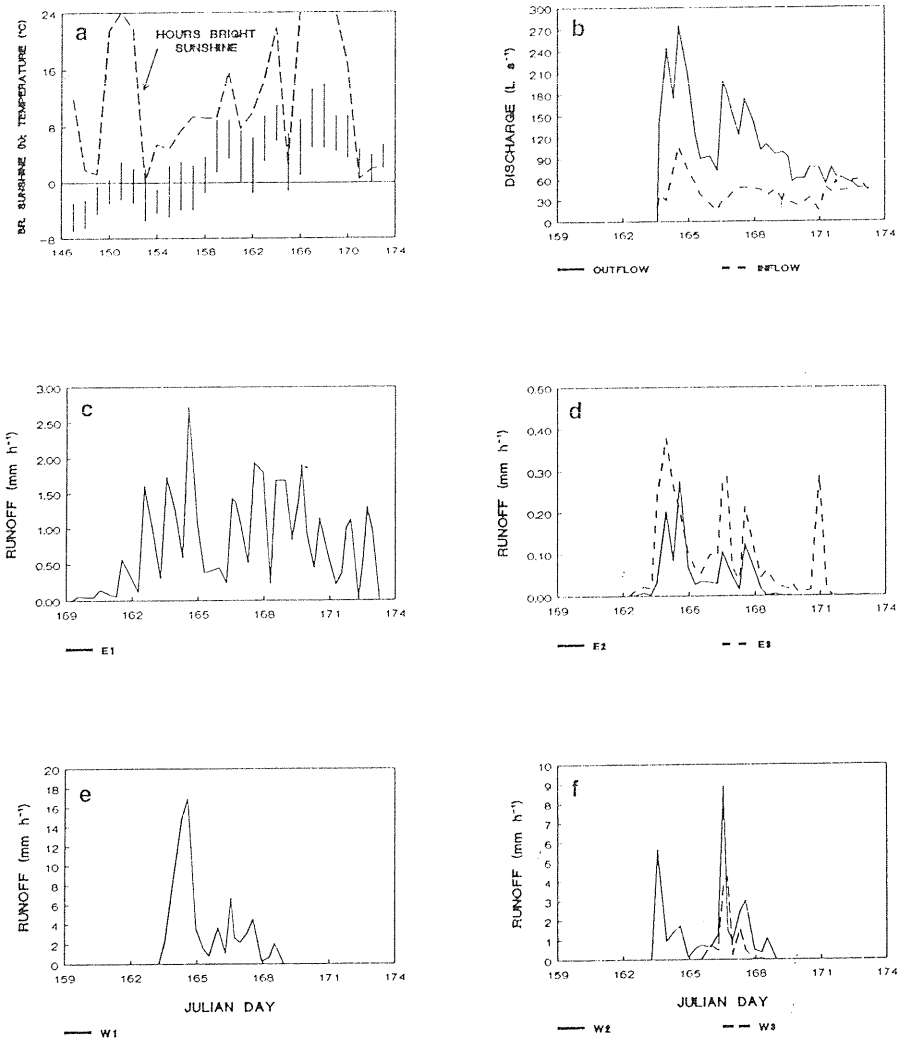 a
HOURS BRIGHT
SUNSHINE
BR. SUNSHINE (h); TEMPERATURE (°C)
24
16
8
0
-8
146 150 154 158 162 166 170 174
b
DISCHARGE (L s⁻¹)
300
270
240
210
180
150
120
90
60
30
0
159 162 165 168 171 174
OUTFLOW INFLOW
c
RUNOFF (mm h⁻¹)
3.00
2.50
2.00
1.50
1.00
0.50
0.00
159 162 165 168 171 174
E1
d
RUNOFF (mm h⁻¹)
0.50
0.40
0.30
0.20
0.10
0.00
159 162 165 168 171 174
E2 E3
e
RUNOFF (mm h⁻¹)
20
18
16
14
12
10
8
6
4
2
0
159 162 165 168 171 174
JULIAN DAY
W1
f
RUNOFF (mm h⁻¹)
10
9
8
7
6
5
4
3
2
1
0
159 162 165 168 171 174
JULIAN DAY
W2 W3